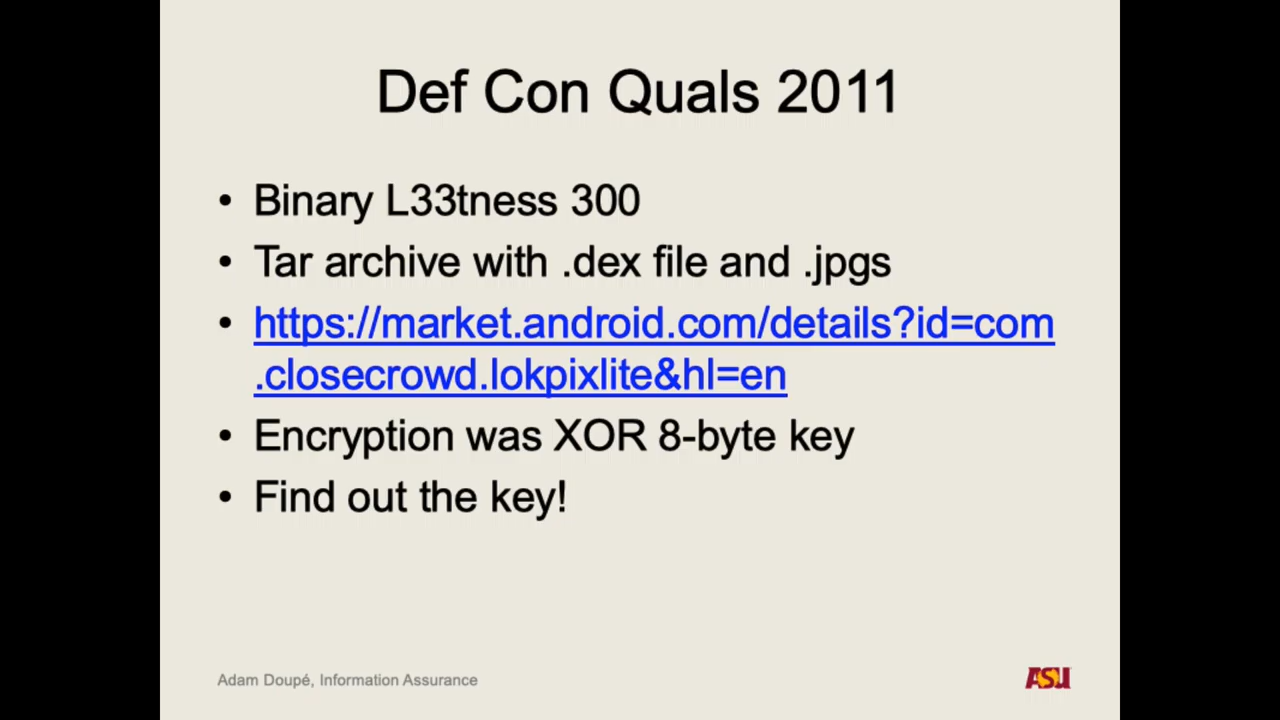 Def Con Quals 2011
• Binary L33tness 300
• Tar archive with .dex file and .jpgs
• https://market.android.com/details?id=com
.closecrowd.lokpixlite&hl=en
• Encryption was XOR 8-byte key
• Find out the key!
Adam Doupé, Information Assurance
ASU